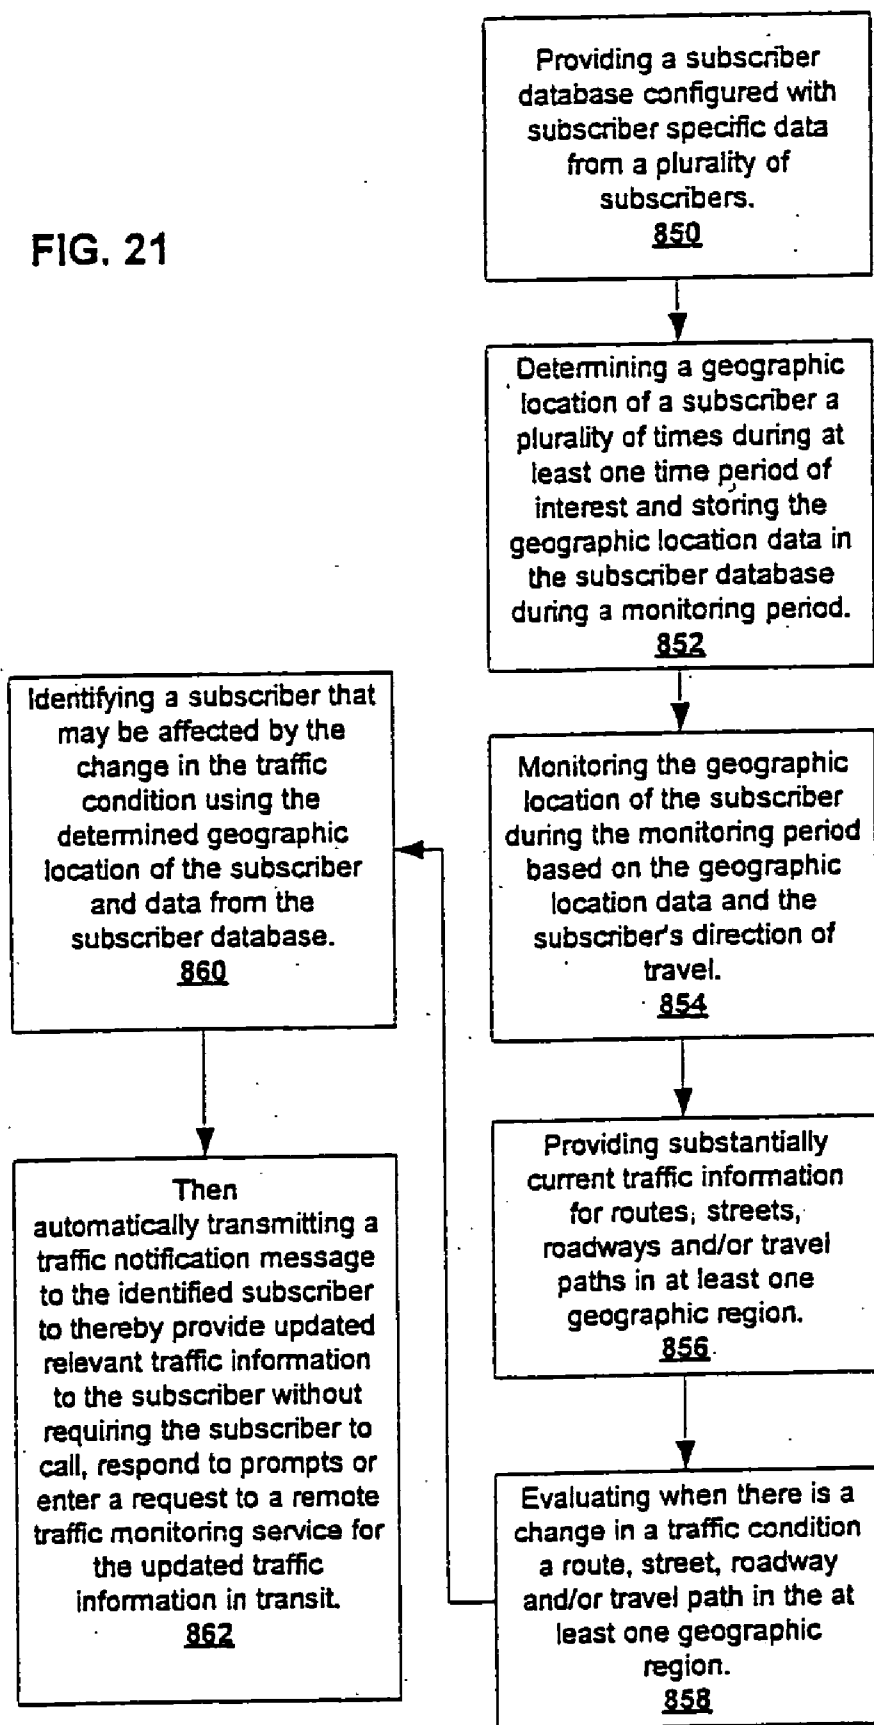 FIG. 21
Providing a subscriber
database configured with
subscriber specific data
from a plurality of
subscribers.
850
Determining a geographic
location of a subscriber a
plurality of times during at
least one time period of
interest and storing the
geographic location data in
the subscriber database
during a monitoring period.
852
Monitoring the geographic
location of the subscriber
during the monitoring period
based on the geographic
location data and the
subscriber's direction of
travel.
854
Providing substantially
current traffic information
for routes, streets,
roadways and/or travel
paths in at least one
geographic region.
856
Evaluating when there is a
change in a traffic condition
a route, street, roadway
and/or travel path in the at
least one geographic
region.
858
Identifying a subscriber that
may be affected by the
change in the traffic
condition using the
determined geographic
location of the subscriber
and data from the
subscriber database.
860
Then
automatically transmitting a
traffic notification message
to the identified subscriber
to thereby provide updated
relevant traffic information
to the subscriber without
requiring the subscriber to
call, respond to prompts or
enter a request to a remote
traffic monitoring service for
the updated traffic
information in transit.
862